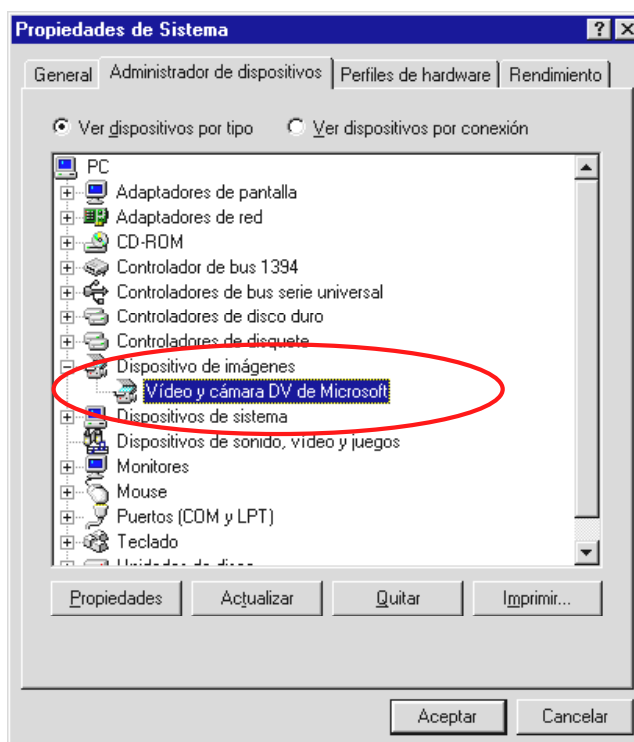 Propiedades de Sistema
General Administrador de dispositivos Perfiles de hardware Rendimiento
Ver dispositivos por tipo Ver dispositivos por conexión
PC
Adaptadores de pantalla
Adaptadores de red
CD-ROM
Controlador de bus 1394
Controladores de bus serie universal
Controladores de disco duro
Controladores de disquete
Dispositivo de imágenes
Vídeo y cámara DV de Microsoft
Dispositivos de sistema
Dispositivos de sonido, vídeo y juegos
Monitores
Mouse
Puertos (COM y LPT)
Teclado
Propiedades Actualizar Quitar Imprimir...
Aceptar Cancelar